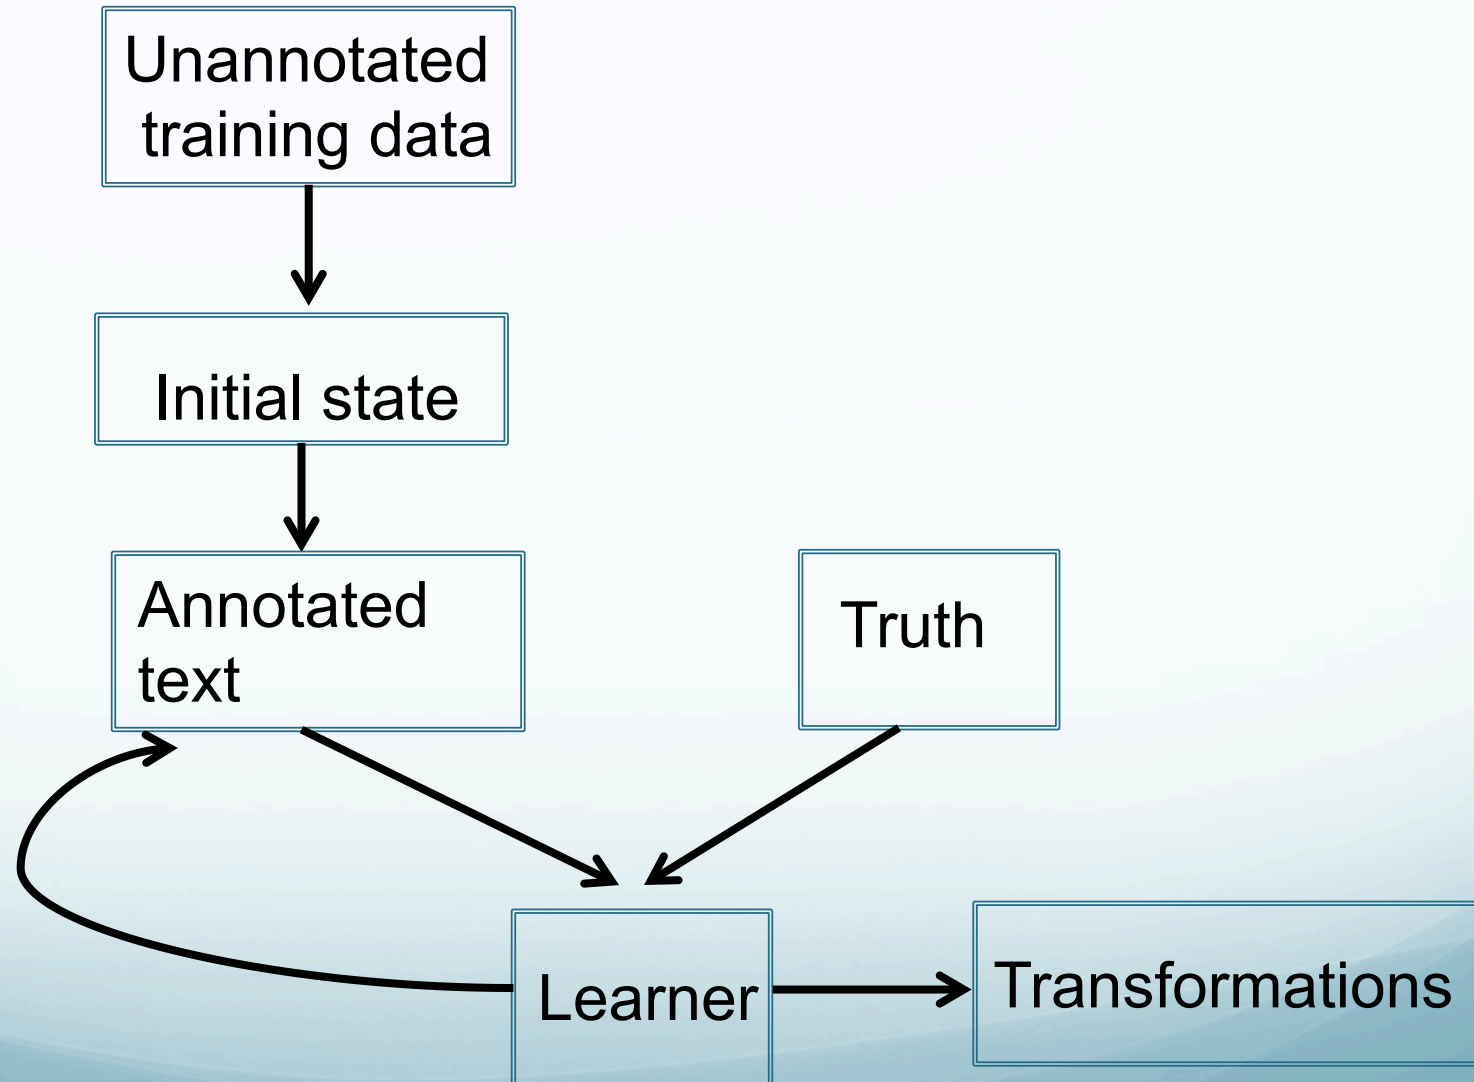 Unannotated
training data
Initial state
Annotated
text
Truth
Learner
Transformations